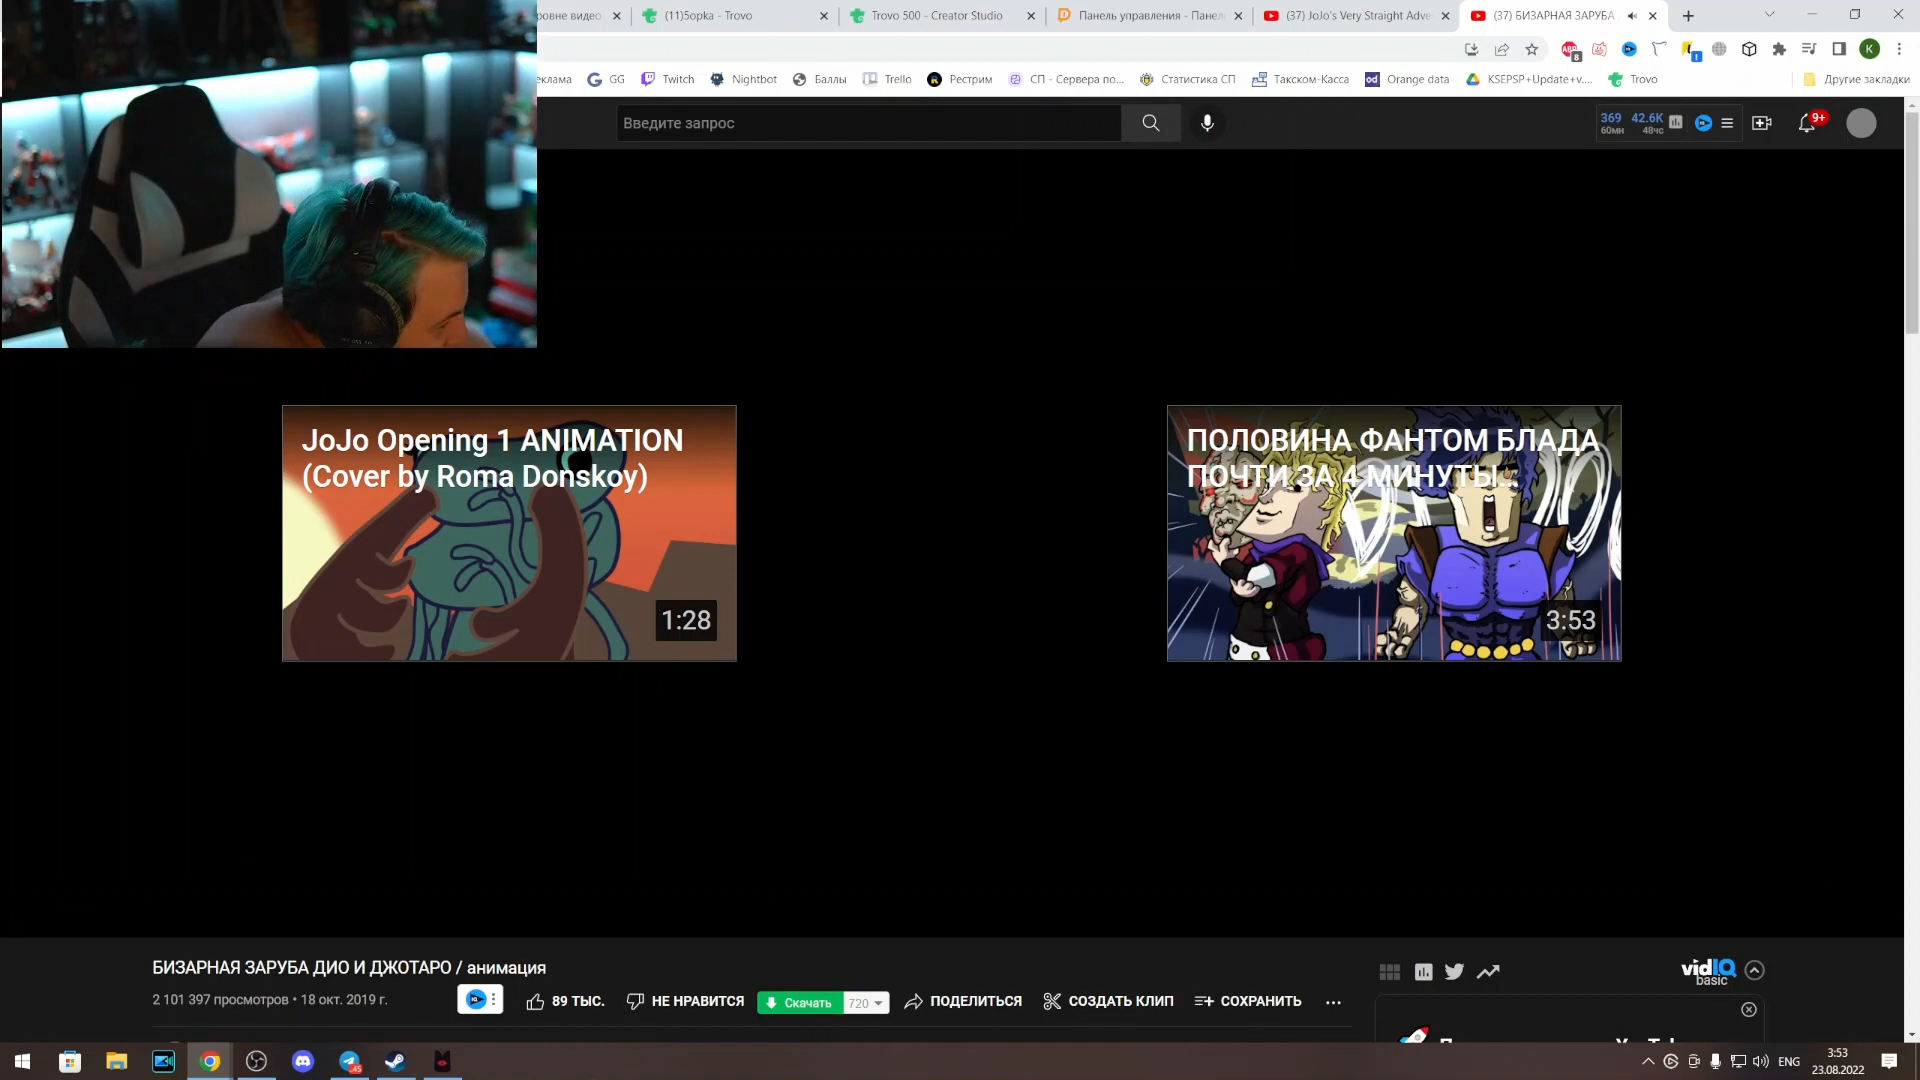 ровне видео
(11)5opka - Trovo
Trovo 500 - Creator Studio
Панель управления - Панел
(37) JoJo's Very Straight Adve
(37) БИЗАРНАЯ ЗАРУБА
еклама
GG
Twitch
Nightbot
Баллы
Trello
Рестрим
СП - Сервера по...
Статистика СП
Такском-Касса
Orange data
KSEPSP+Update+v....
Trovo
Другие закладки
Введите запрос
369
60мн
42.6K
48чс
9+
JoJo Opening 1 ANIMATION
(Cover by Roma Donskoy)
1:28
ПОЛОВИНА ФАНТОМ БЛАДА
ПОЧТИ ЗА 4 МИНУТЫ...
3:53
БИЗАРНАЯ ЗАРУБА ДИО И ДЖОТАРО / анимация
2 101 397 просмотров • 18 окт. 2019 г.
89 ТЫС.
НЕ НРАВИТСЯ
Скачать
720
ПОДЕЛИТЬСЯ
СОЗДАТЬ КЛИП
СОХРАНИТЬ
vidIQ
basic
ENG
3:53
23.08.2022